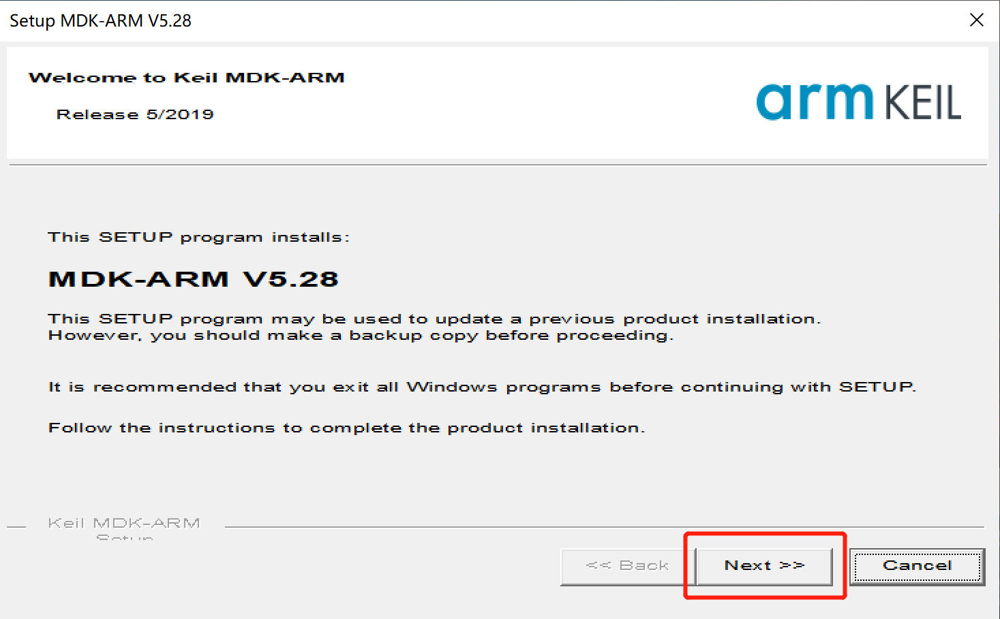 Setup MDK-ARM V5.28
Welcome to Keil MDK-ARM
Release 5/2019
arm KEIL
This SETUP program installs:
MDK-ARM V5.28
This SETUP program may be used to update a previous product installation.
However, you should make a backup copy before proceeding.
It is recommended that you exit all Windows programs before continuing with SETUP.
Follow the instructions to complete the product installation.
Keil MDK-ARM
Setup
<< Back
Next >>
Cancel